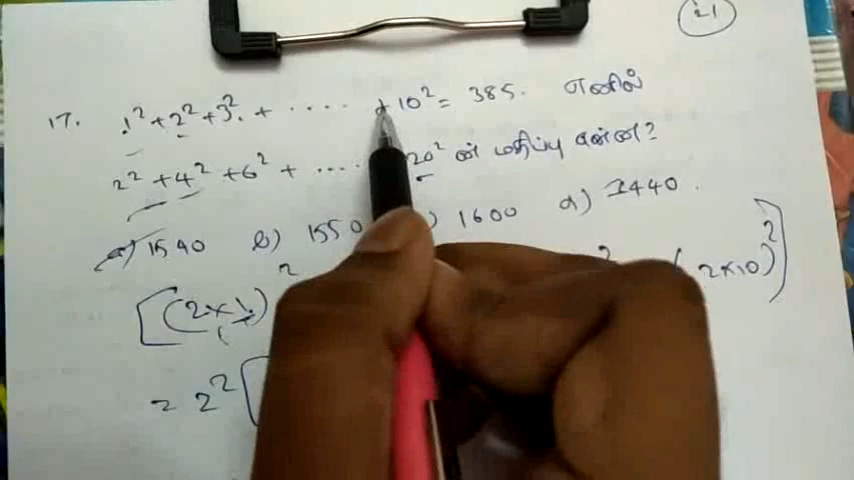 21
17. 1² + 2² + 3² + ..... + 10² = 385. எனில்
2² + 4² + 6² + ..... 20² ன் மதிப்பு என்ன?
a) 1540 b) 1550 ) 1600 d) 1440.
[(2×1)² 2×10)²]
= 2² [